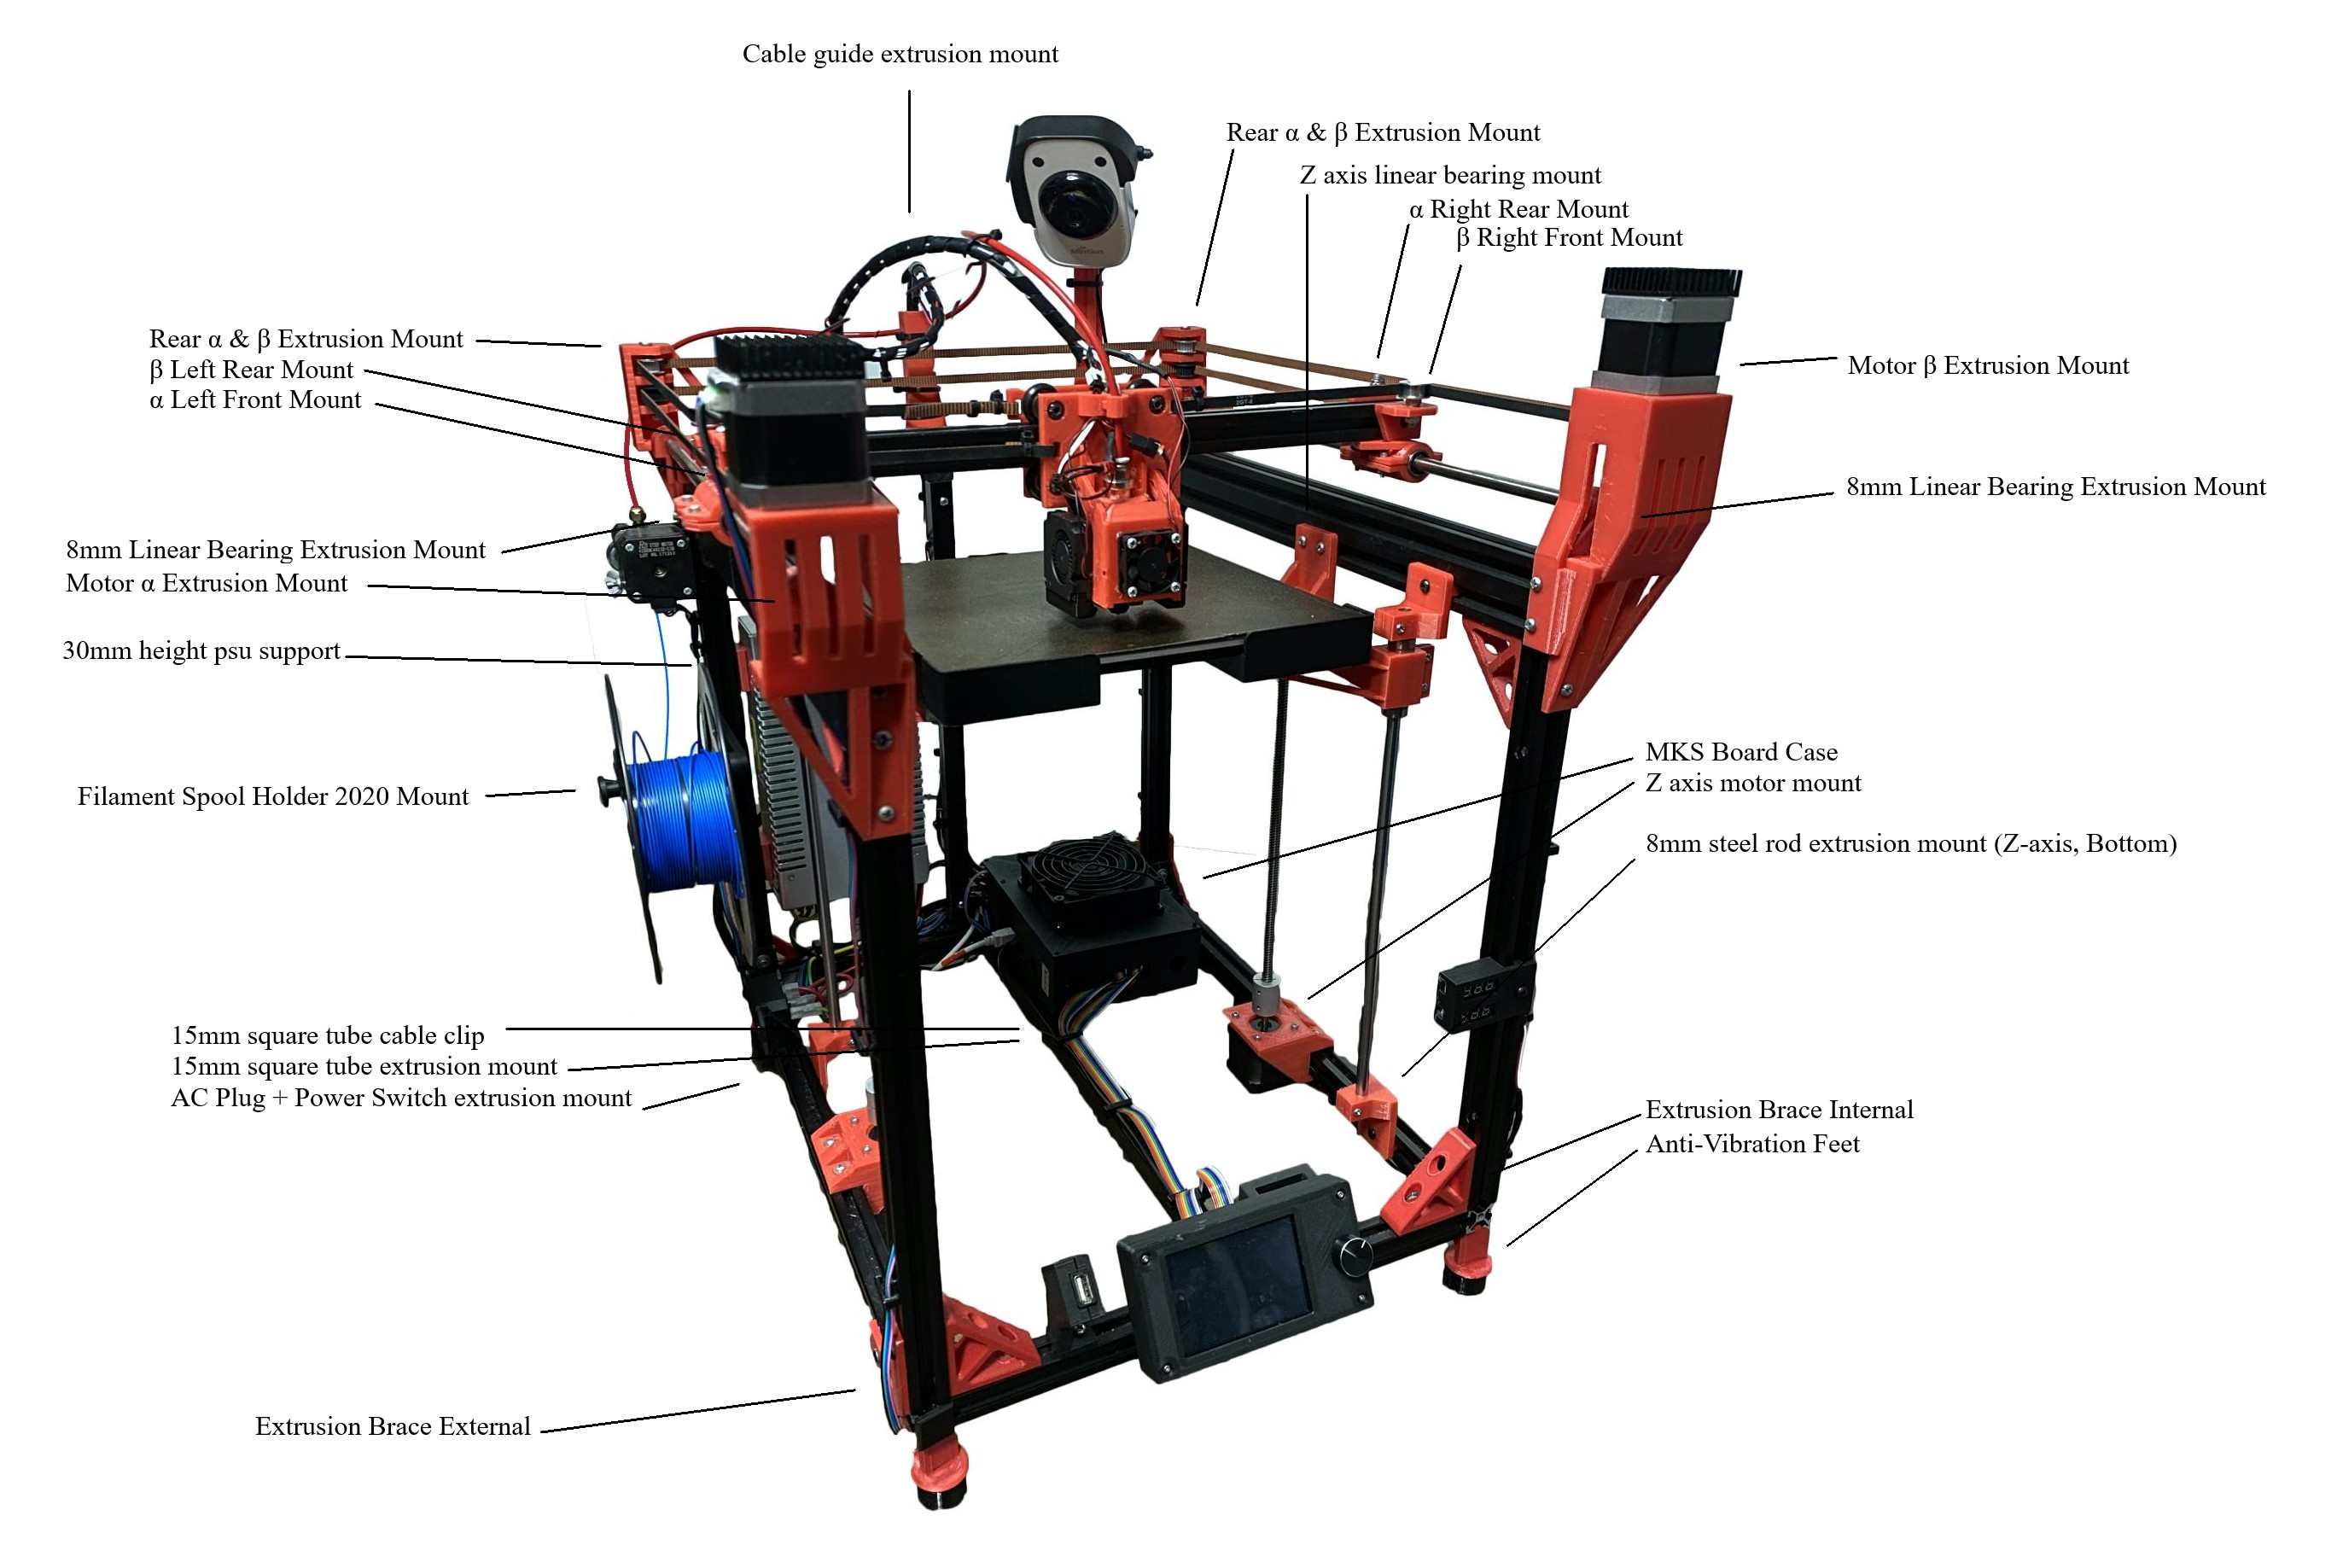 Cable guide extrusion mount
Rear α & β Extrusion Mount
Z axis linear bearing mount
α Right Rear Mount
β Right Front Mount
Rear α & β Extrusion Mount
β Left Rear Mount
α Left Front Mount
Motor β Extrusion Mount
8mm Linear Bearing Extrusion Mount
8mm Linear Bearing Extrusion Mount
Motor α Extrusion Mount
30mm height psu support
Filament Spool Holder 2020 Mount
MKS Board Case
Z axis motor mount
8mm steel rod extrusion mount (Z-axis, Bottom)
15mm square tube cable clip
15mm square tube extrusion mount
AC Plug + Power Switch extrusion mount
Extrusion Brace Internal
Anti-Vibration Feet
Extrusion Brace External